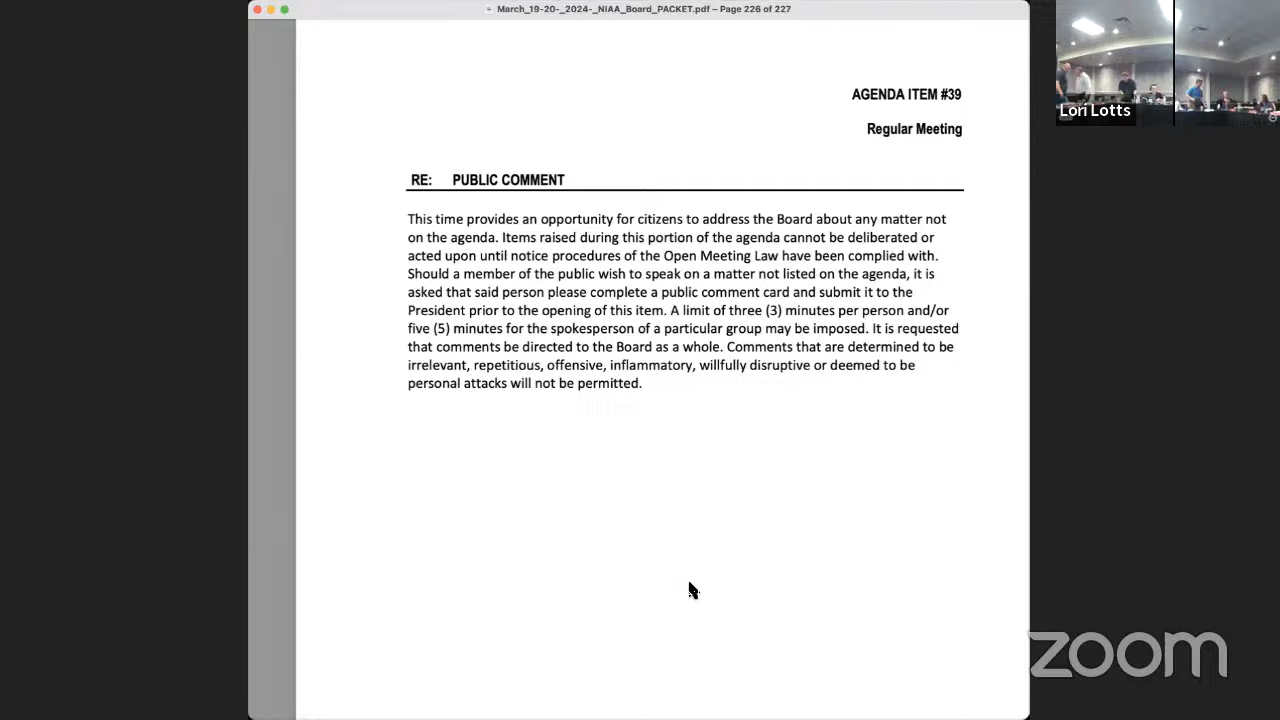 March_19-20-_2024-_NIAA_Board_PACKET.pdf – Page 226 of 227
Lori Lotts
AGENDA ITEM #39
Regular Meeting
RE: PUBLIC COMMENT
This time provides an opportunity for citizens to address the Board about any matter not
on the agenda. Items raised during this portion of the agenda cannot be deliberated or
acted upon until notice procedures of the Open Meeting Law have been complied with.
Should a member of the public wish to speak on a matter not listed on the agenda, it is
asked that said person please complete a public comment card and submit it to the
President prior to the opening of this item. A limit of three (3) minutes per person and/or
five (5) minutes for the spokesperson of a particular group may be imposed. It is requested
that comments be directed to the Board as a whole. Comments that are determined to be
irrelevant, repetitious, offensive, inflammatory, willfully disruptive or deemed to be
personal attacks will not be permitted.
zoom